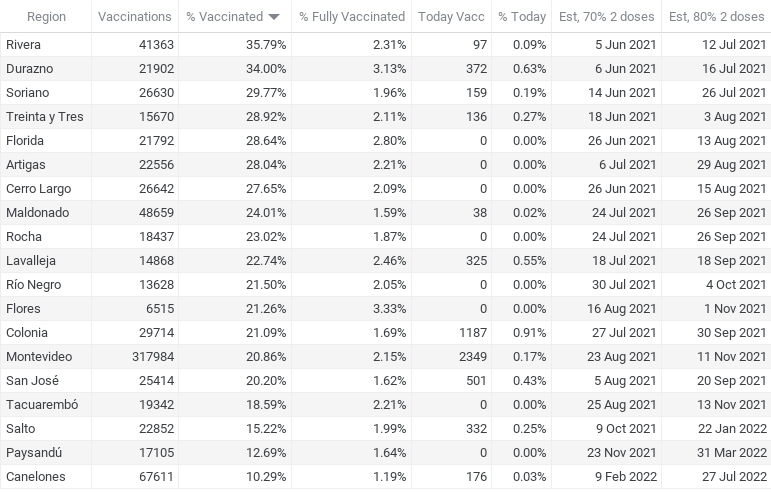 Region Vaccinations % Vaccinated % Fully Vaccinated Today Vacc % Today Est, 70% 2 doses Est, 80% 2 doses
Rivera 41363 35.79% 2.31% 97 0.09% 5 Jun 2021 12 Jul 2021
Durazno 21902 34.00% 3.13% 372 0.63% 6 Jun 2021 16 Jul 2021
Soriano 26630 29.77% 1.96% 159 0.19% 14 Jun 2021 26 Jul 2021
Treinta y Tres 15670 28.92% 2.11% 136 0.27% 18 Jun 2021 3 Aug 2021
Florida 21792 28.64% 2.80% 0 0.00% 26 Jun 2021 13 Aug 2021
Artigas 22556 28.04% 2.21% 0 0.00% 6 Jul 2021 29 Aug 2021
Cerro Largo 26642 27.65% 2.09% 0 0.00% 26 Jun 2021 15 Aug 2021
Maldonado 48659 24.01% 1.59% 38 0.02% 24 Jul 2021 26 Sep 2021
Rocha 18437 23.02% 1.87% 0 0.00% 24 Jul 2021 26 Sep 2021
Lavalleja 14868 22.74% 2.46% 325 0.55% 18 Jul 2021 18 Sep 2021
Río Negro 13628 21.50% 2.05% 0 0.00% 30 Jul 2021 4 Oct 2021
Flores 6515 21.26% 3.33% 0 0.00% 16 Aug 2021 1 Nov 2021
Colonia 29714 21.09% 1.69% 1187 0.91% 27 Jul 2021 30 Sep 2021
Montevideo 317984 20.86% 2.15% 2349 0.17% 23 Aug 2021 11 Nov 2021
San José 25414 20.20% 1.62% 501 0.43% 5 Aug 2021 20 Sep 2021
Tacuarembó 19342 18.59% 2.21% 0 0.00% 25 Aug 2021 13 Nov 2021
Salto 22852 15.22% 1.99% 332 0.25% 9 Oct 2021 22 Jan 2022
Paysandú 17105 12.69% 1.64% 0 0.00% 23 Nov 2021 31 Mar 2022
Canelones 67611 10.29% 1.19% 176 0.03% 9 Feb 2022 27 Jul 2022